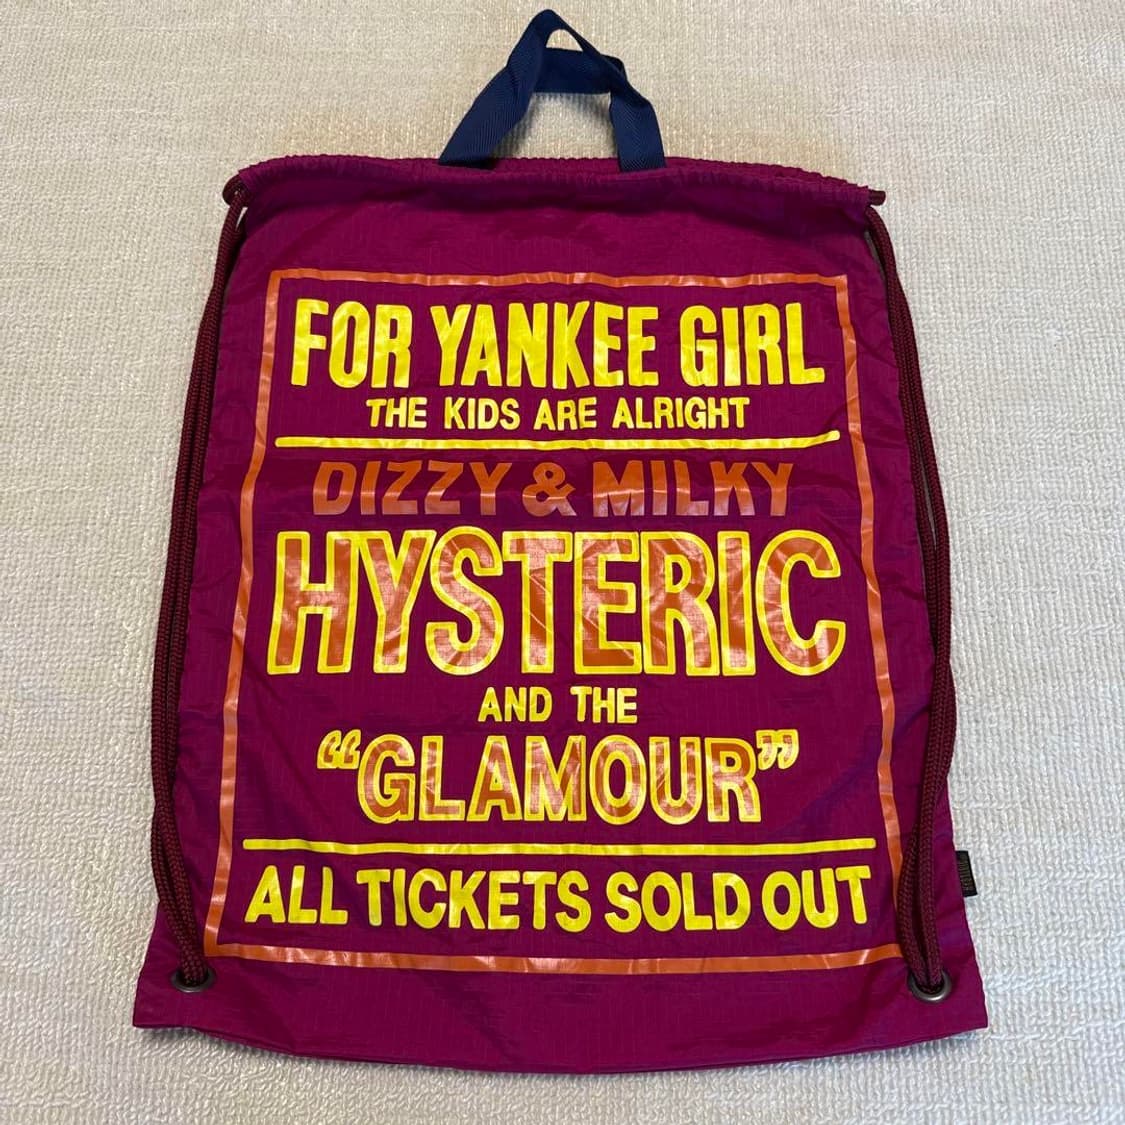 FOR YANKEE GIRL
THE KIDS ARE ALRIGHT
DIZZY & MILKY
HYSTERIC
AND THE
“GLAMOUR”
ALL TICKETS SOLD OUT